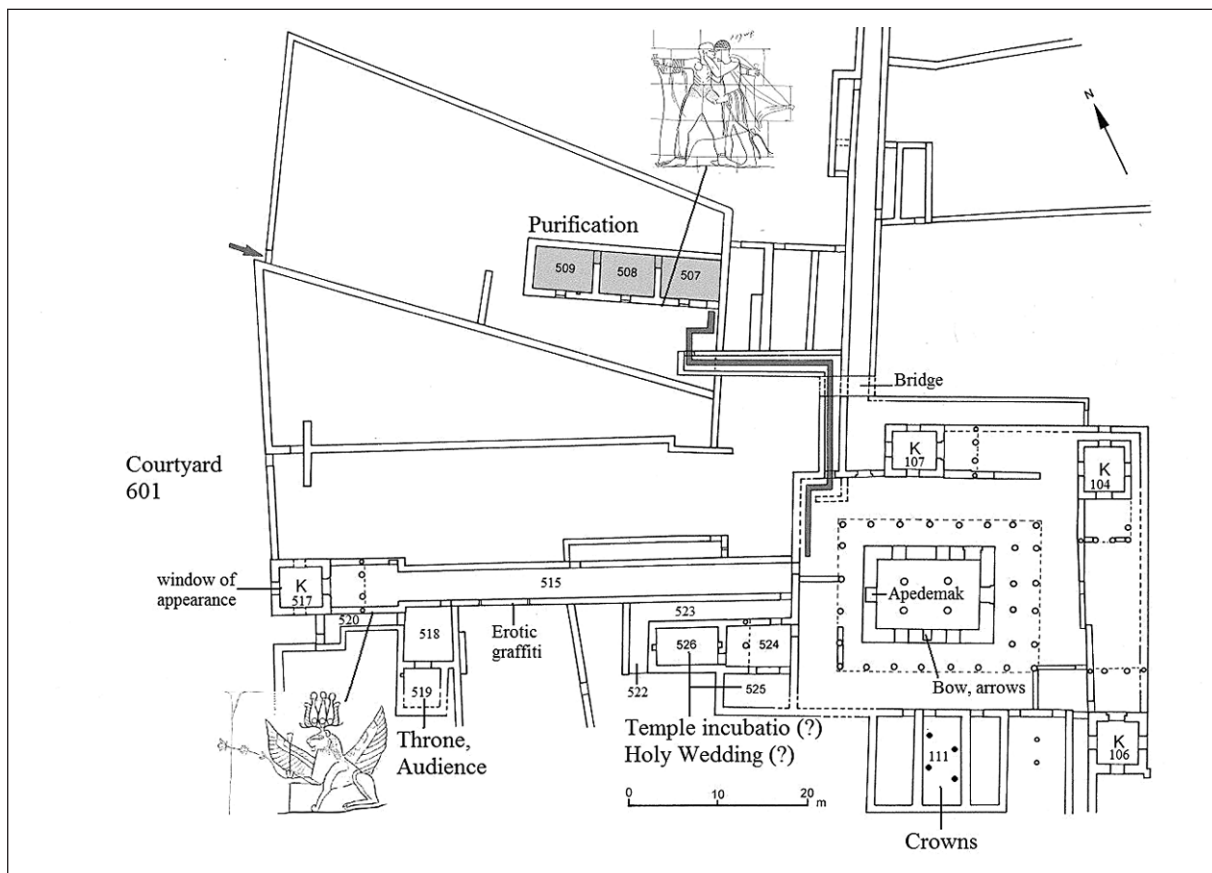 N
Purification
509
508
507
Bridge
Courtyard
601
K
107
K
104
window of
appearance
K
517
515
Apedemak
520
518
Erotic
graffiti
523
526
524
522
525
Bow, arrows
519
Throne,
Audience
Temple incubatio (?)
Holy Wedding (?)
K
106
111
0 10 20
m
Crowns